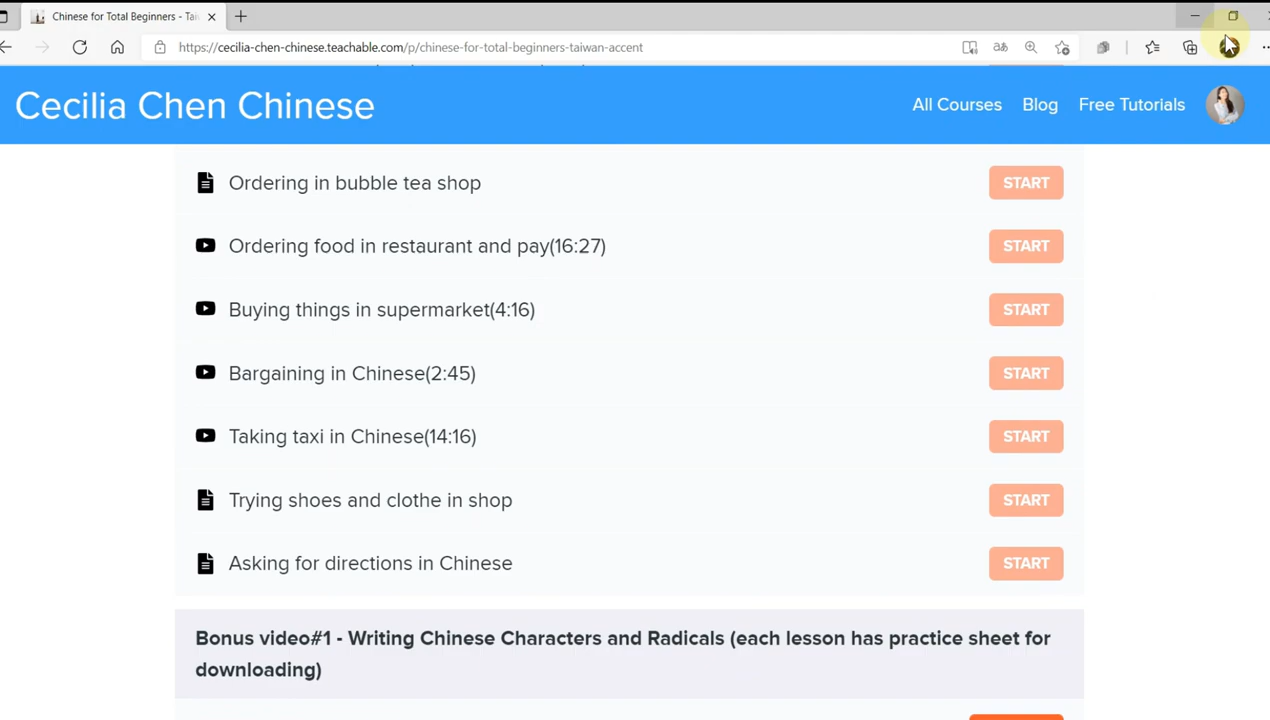 Chinese for Total Beginners - Tai
https://cecilia-chen-chinese.teachable.com/p/chinese-for-total-beginners-taiwan-accent
Cecilia Chen Chinese
All Courses Blog Free Tutorials
Ordering in bubble tea shop START
Ordering food in restaurant and pay(16:27) START
Buying things in supermarket(4:16) START
Bargaining in Chinese(2:45) START
Taking taxi in Chinese(14:16) START
Trying shoes and clothe in shop START
Asking for directions in Chinese START
Bonus video#1 - Writing Chinese Characters and Radicals (each lesson has practice sheet for
downloading)